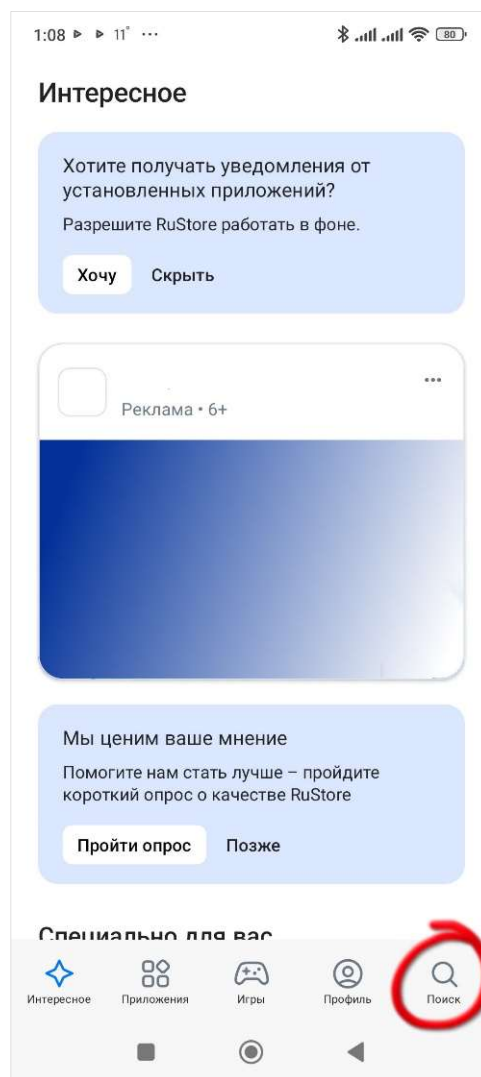 1:08 11° ...
80
Интересное
Хотите получать уведомления от
установленных приложений?
Разрешите RuStore работать в фоне.
Хочу Скрыть
Реклама • 6+
Мы ценим ваше мнение
Помогите нам стать лучше – пройдите
короткий опрос о качестве RuStore
Пройти опрос Позже
Специально для вас
Интересное Приложения Игры Профиль Поиск